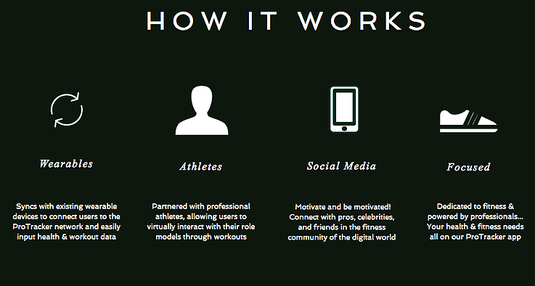 HOW IT WORKS
Wearables
Syncs with existing wearable
devices to connect users to the
ProTracker network and easily
input health & workout data
Athletes
Partnered with professional
athletes, allowing users to
virtually interact with their role
models through workouts
Social Media
Motivate and be motivated!
Connect with pros, celebrities,
and friends in the fitness
community of the digital world
Focused
Dedicated to fitness &
powered by professionals...
Your health & fitness needs
all on our ProTracker app